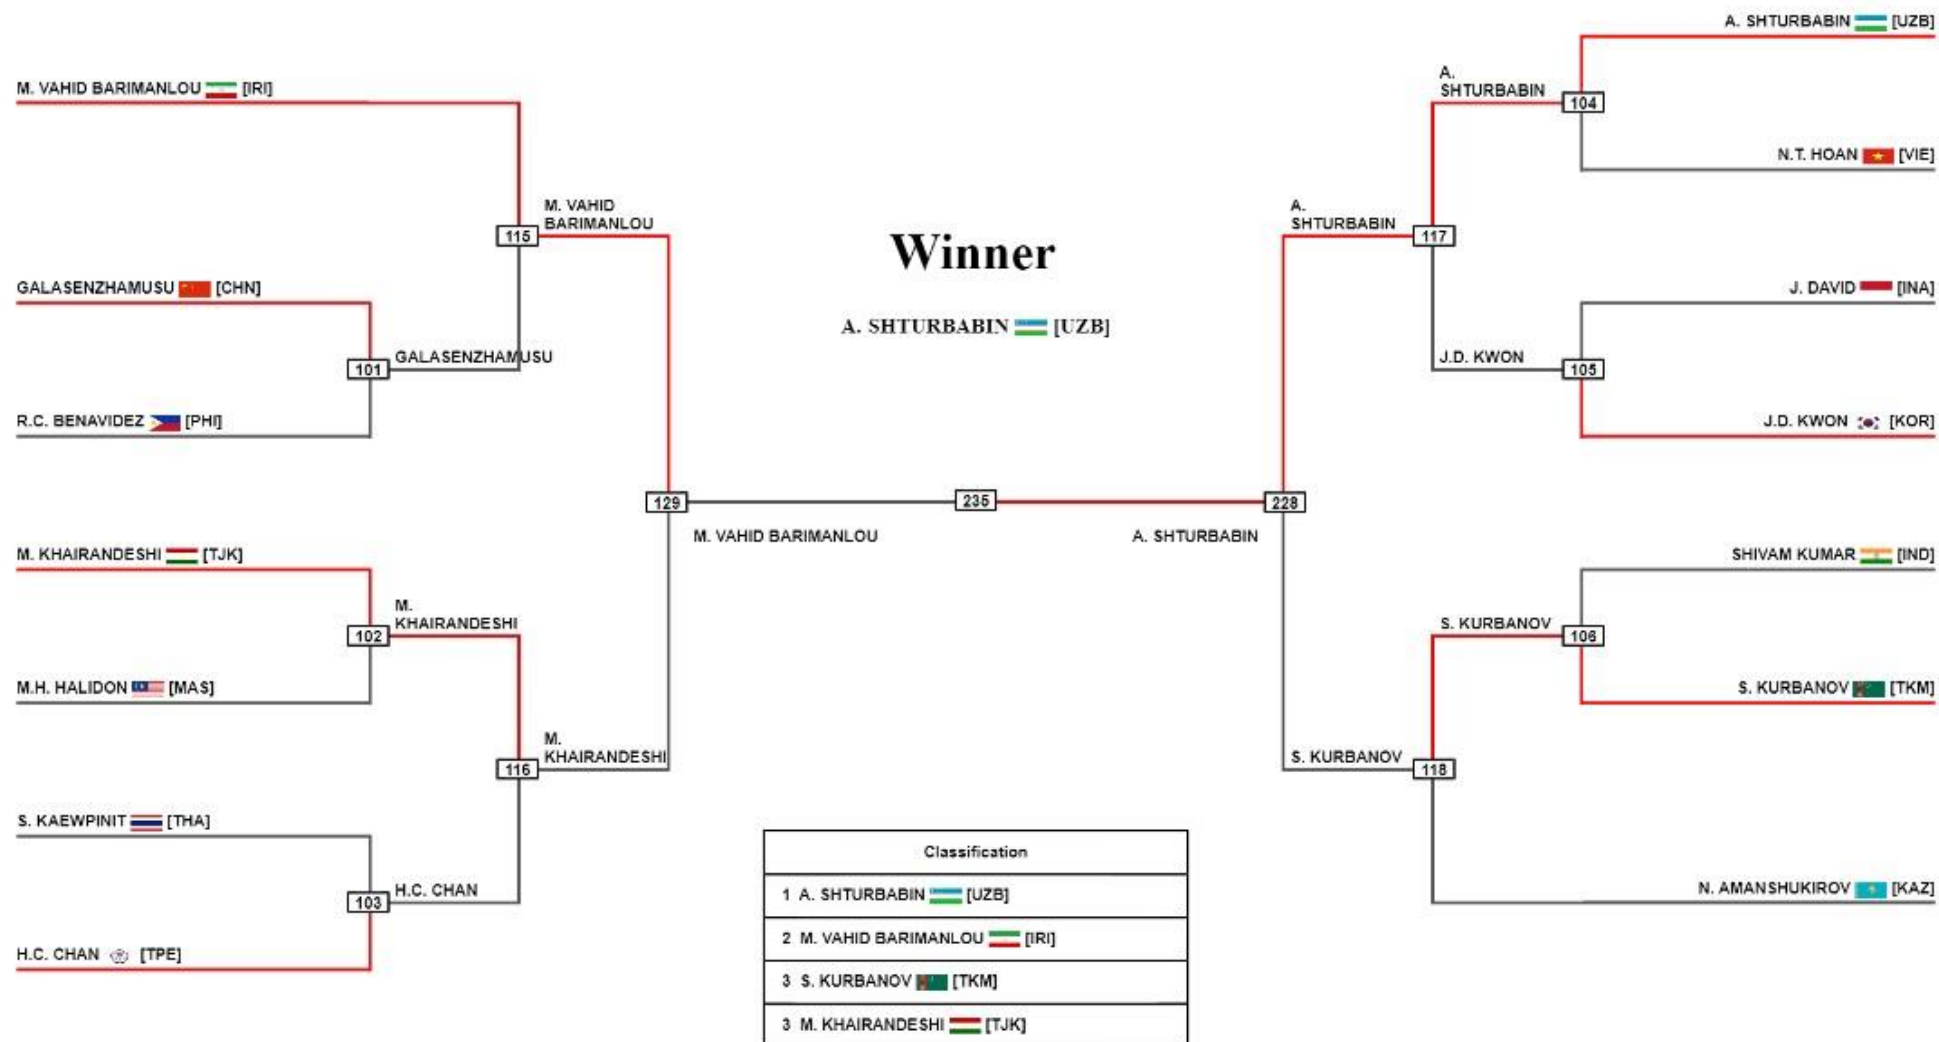 A. SHTURBABIN [UZB]
M. VAHID BARIMANLOU [IRI]
A.
SHTURBABIN
104
N.T. HOAN [VIE]
M. VAHID
BARIMANLOU
115
Winner
A.
SHTURBABIN
117
GALASENZHAMUSU [CHN]
J. DAVID [INA]
A. SHTURBABIN [UZB]
GALASENZHAMUSU
101
J.D. KWON
105
R.C. BENAVIDEZ [PHI]
J.D. KWON [KOR]
129
235
228
M. VAHID BARIMANLOU
A. SHTURBABIN
M. KHAIRANDESHI [TJK]
SHIVAM KUMAR [IND]
M.
KHAIRANDESHI
102
S. KURBANOV
106
M.H. HALIDON [MAS]
S. KURBANOV [TKM]
M.
KHAIRANDESHI
116
S. KURBANOV
118
S. KAEWPINIT [THA]
Classification
H.C. CHAN
103
1 A. SHTURBABIN [UZB]
N. AMANSHUKIROV [KAZ]
2 M. VAHID BARIMANLOU [IRI]
H.C. CHAN [TPE]
3 S. KURBANOV [TKM]
3 M. KHAIRANDESHI [TJK]